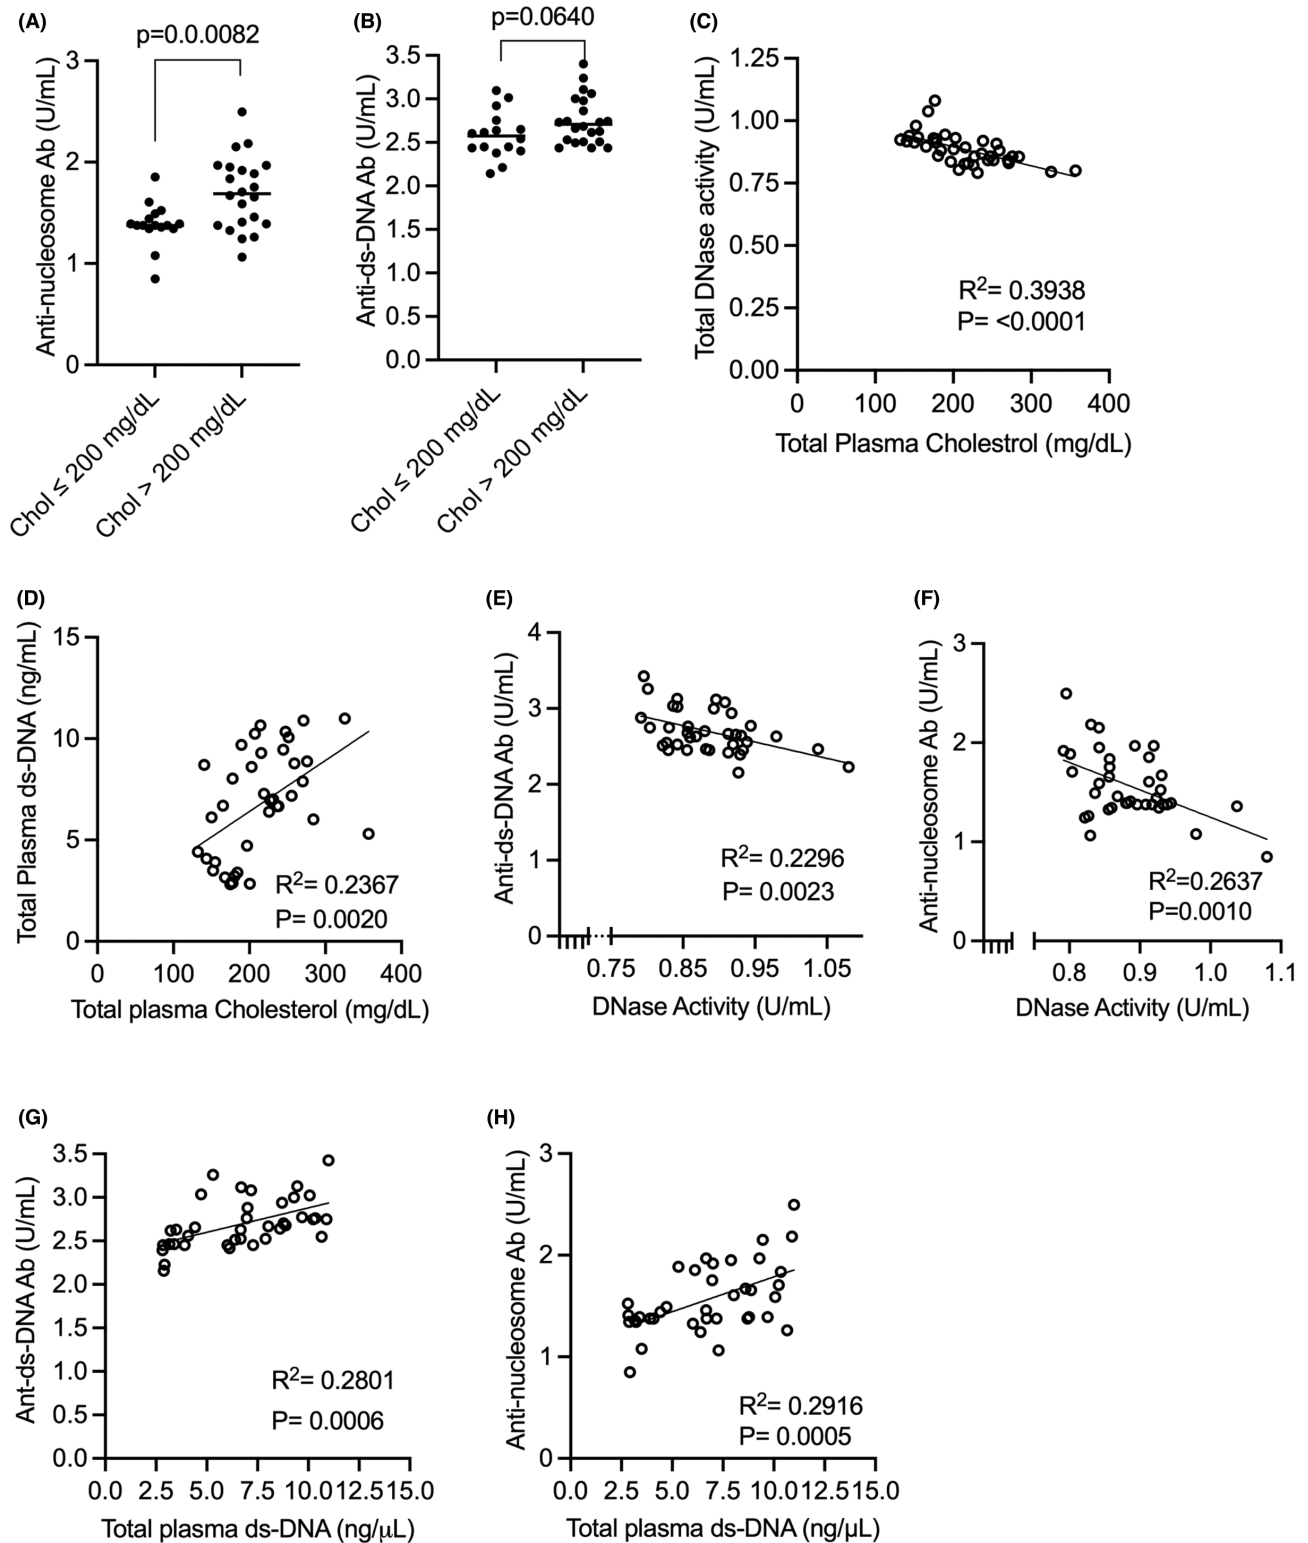 (A)
p=0.0.0082
Anti-nucleosome Ab (U/mL)
3
2
1
0
Chol ≤ 200 mg/dL
Chol > 200 mg/dL
(B)
p=0.0640
Anti-ds-DNA Ab (U/mL)
3.5
3.0
2.5
2.0
1.5
1.0
0.5
0.0
Chol ≤ 200 mg/dL
Chol > 200 mg/dL
(C)
Total DNase activity (U/mL)
1.25
1.00
0.75
0.50
0.25
0.00
R2= 0.3938
P= <0.0001
0 100 200 300 400
Total Plasma Cholestrol (mg/dL)
(D)
Total Plasma ds-DNA (ng/mL)
15
10
5
0
R2= 0.2367
P= 0.0020
0 100 200 300 400
Total plasma Cholesterol (mg/dL)
(E)
Anti-ds-DNA Ab (U/mL)
4
3
2
1
0
R2= 0.2296
P= 0.0023
0.75 0.85 0.95 1.05
DNase Activity (U/mL)
(F)
Anti-nucleosome Ab (U/mL)
3
2
1
0
R2=0.2637
P=0.0010
0.8 0.9 1.0 1.1
DNase Activity (U/mL)
(G)
Ant-ds-DNA Ab (U/mL)
3.5
3.0
2.5
2.0
1.5
1.0
0.5
0.0
R2= 0.2801
P= 0.0006
0.0 2.5 5.0 7.5 10.0 12.5 15.0
Total plasma ds-DNA (ng/μL)
(H)
Anti-nucleosome Ab (U/mL)
3
2
1
0
R2= 0.2916
P= 0.0005
0.0 2.5 5.0 7.5 10.0 12.5 15.0
Total plasma ds-DNA (ng/μL)